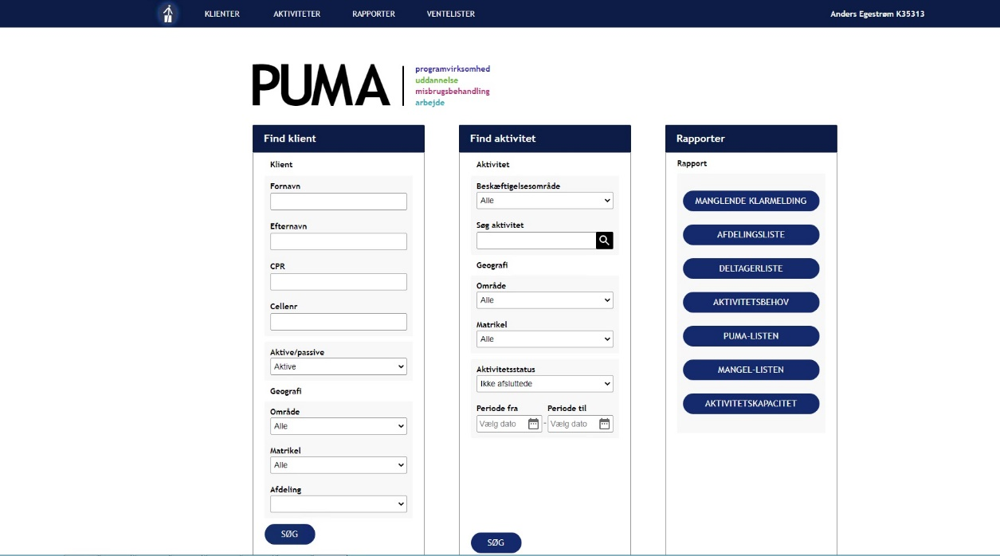 KLIENTER AKTIVITETER RAPPORTER VENTELISTER Anders Egestrøm K35313
PUMA
programvirksomhed
uddannelse
misbrugsbehandling
arbejde
Find klient
Klient
Fornavn
Efternavn
CPR
Cellenr
Aktive/passive
Aktive
Geografi
Område
Alle
Matrikel
Alle
Afdeling
SØG
Find aktivitet
Aktivitet
Beskæftigelsesområde
Alle
Søg aktivitet
Geografi
Område
Alle
Matrikel
Alle
Aktivitetsstatus
Ikke afsluttede
Periode fra Periode til
Vælg dato - Vælg dato
SØG
Rapporter
Rapport
MANGLENDE KLARMELDING
AFDELINGSLISTE
DELTAGERLISTE
AKTIVITETSBEHOV
PUMA-LISTEN
MANGEL-LISTEN
AKTIVITETSKAPACITET